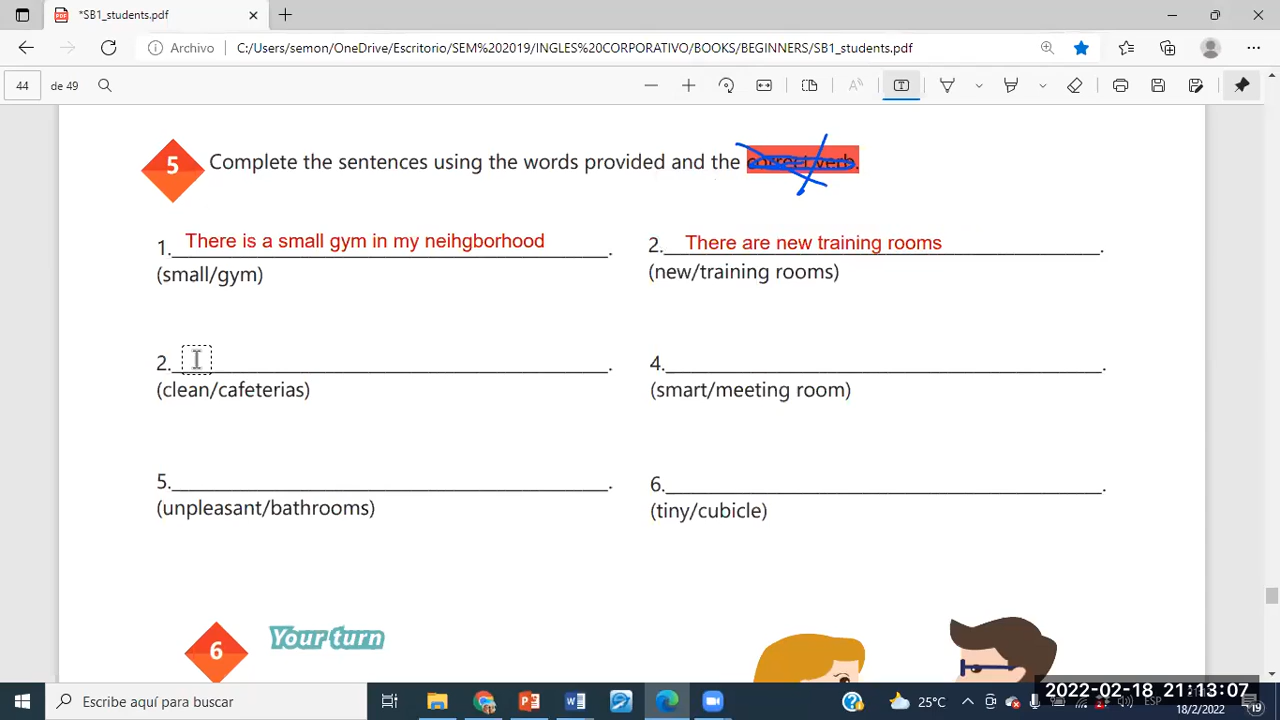 *SB1_students.pdf
Archivo C:/Users/semon/OneDrive/Escritorio/SEM%202019/INGLES%20CORPORATIVO/BOOKS/BEGINNERS/SB1_students.pdf
44 de 49
5 Complete the sentences using the words provided and the correct verb.
1. There is a small gym in my neihgborhood.
(small/gym)
2. There are new training rooms.
(new/training rooms)
2.
(clean/cafeterias)
4.
(smart/meeting room)
5.
(unpleasant/bathrooms)
6.
(tiny/cubicle)
6 Your turn
Escribe aquí para buscar
25°C
ESP
2022-02-18 21:13:07
18/2/2022
19